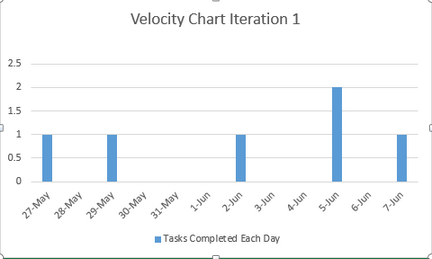 Velocity Chart Iteration 1
2.5
2
1.5
1
0.5
0
27-May 28-May 29-May 30-May 31-May 1-Jun 2-Jun 3-Jun 4-Jun 5-Jun 6-Jun 7-Jun
Tasks Completed Each Day